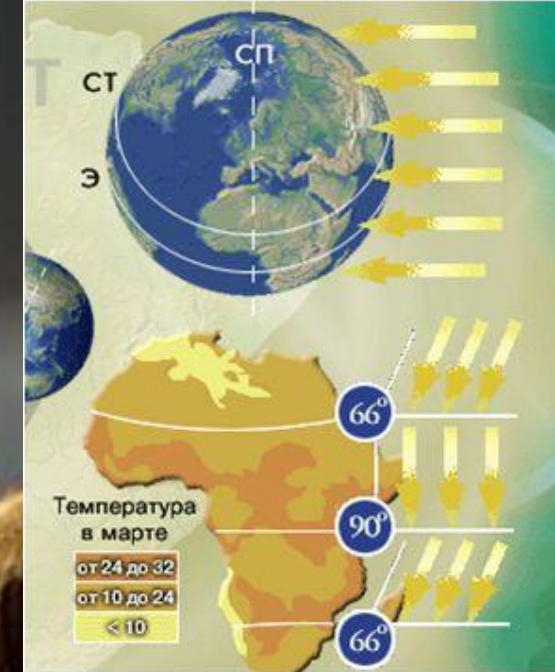 Т
СП
СТ
Э
66°
90°
66°
Температура
в марте
от 24 до 32
от 10 до 24
< 10